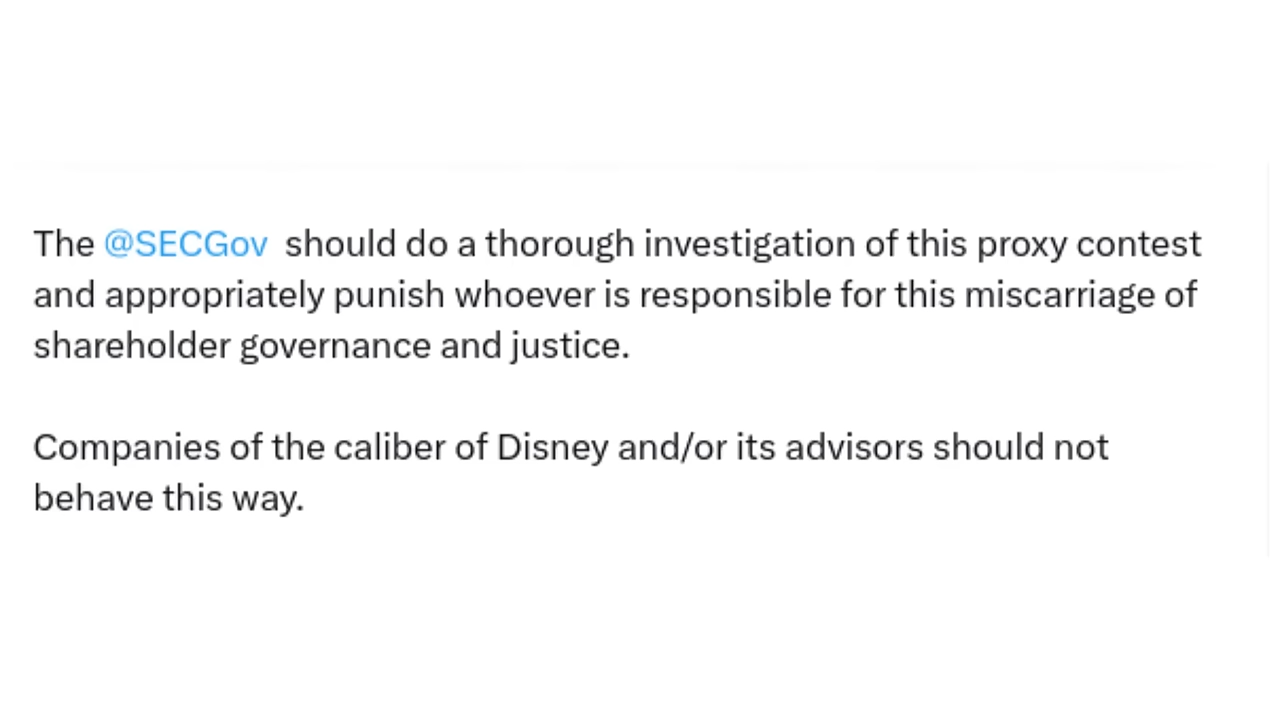 The @SECGov should do a thorough investigation of this proxy contest
and appropriately punish whoever is responsible for this miscarriage of
shareholder governance and justice.
Companies of the caliber of Disney and/or its advisors should not
behave this way.